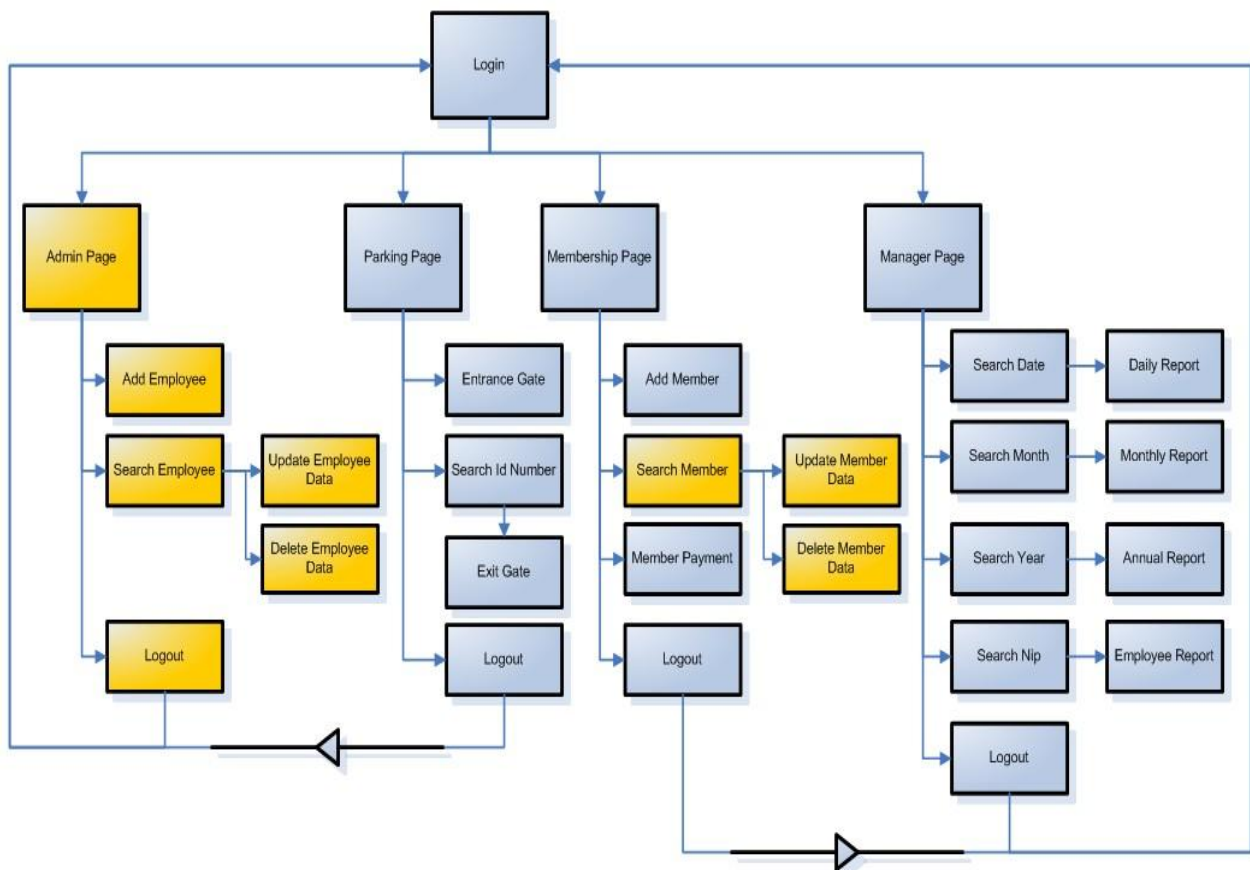 Login
Admin Page
Parking Page
Membership Page
Manager Page
Add Employee
Search Employee
Update Employee
Data
Delete Employee
Data
Logout
Entrance Gate
Search Id Number
Exit Gate
Logout
Add Member
Search Member
Update Member
Data
Delete Member
Data
Member Payment
Logout
Search Date
Daily Report
Search Month
Monthly Report
Search Year
Annual Report
Search Nip
Employee Report
Logout